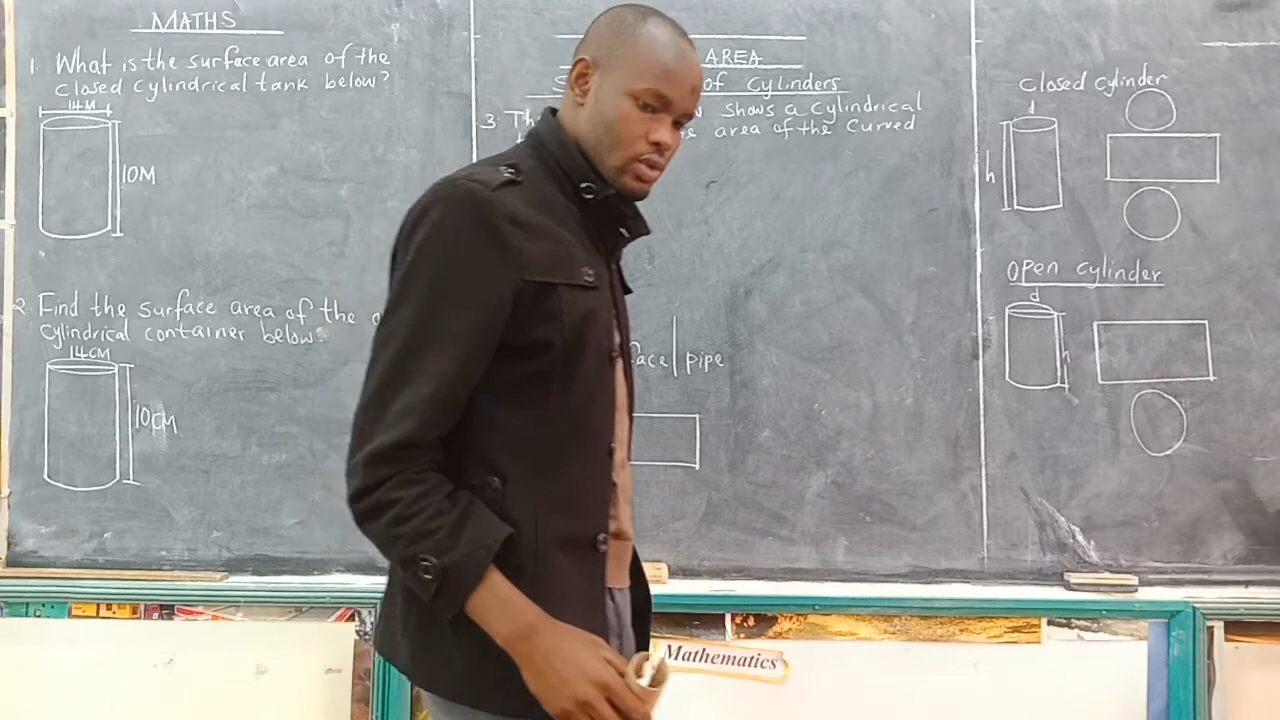 MATHS
1. What is the surface area of the
closed cylindrical tank below?
14M
10M
2. Find the surface area of the
cylindrical container below.
14CM
10CM
AREA
of cylinders
3. Th shows a cylindrical
area of the curved
face pipe
closed cylinder
d
h
open cylinder
d
h
Mathematics